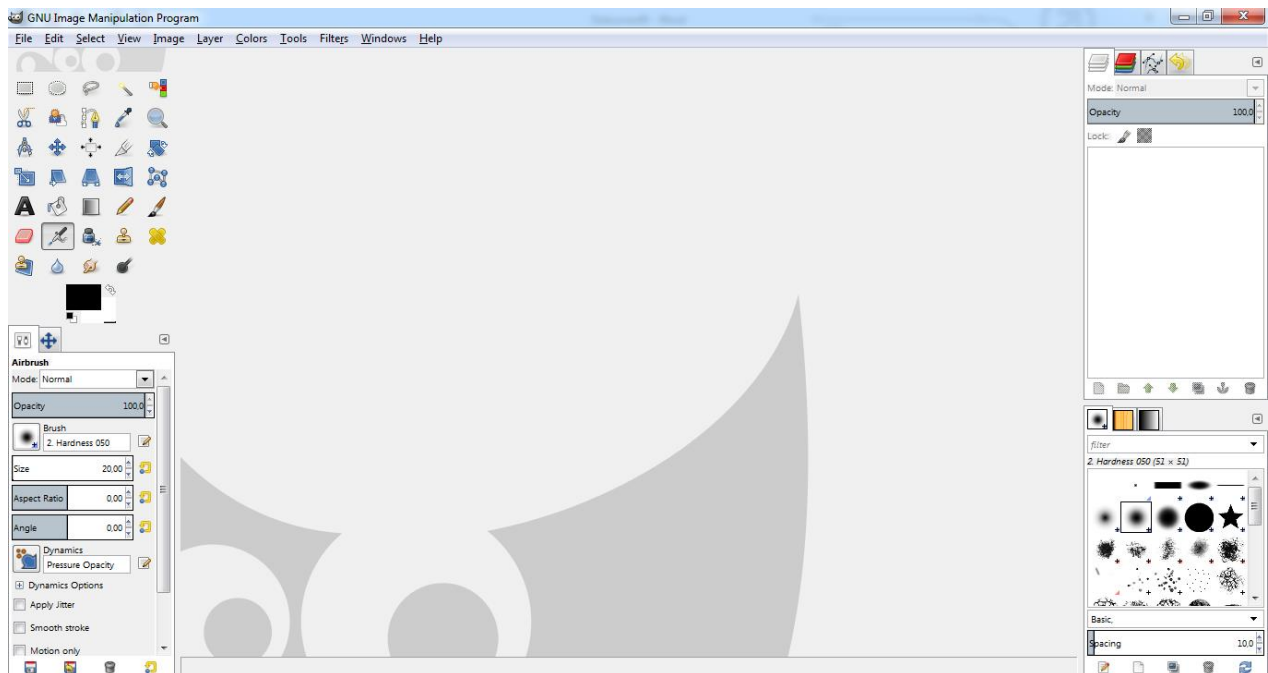 GNU Image Manipulation Program
File Edit Select View Image Layer Colors Tools Filters Windows Help
Airbrush
Mode: Normal
Opacity 100,0
Brush
2. Hardness 050
Size 20,00
Aspect Ratio 0,00
Angle 0,00
Dynamics
Pressure Opacity
Dynamics Options
Apply Jitter
Smooth stroke
Motion only
Mode: Normal
Opacity 100,0
Lock:
filter
2. Hardness 050 (51 × 51)
Basic,
Spacing 10,0